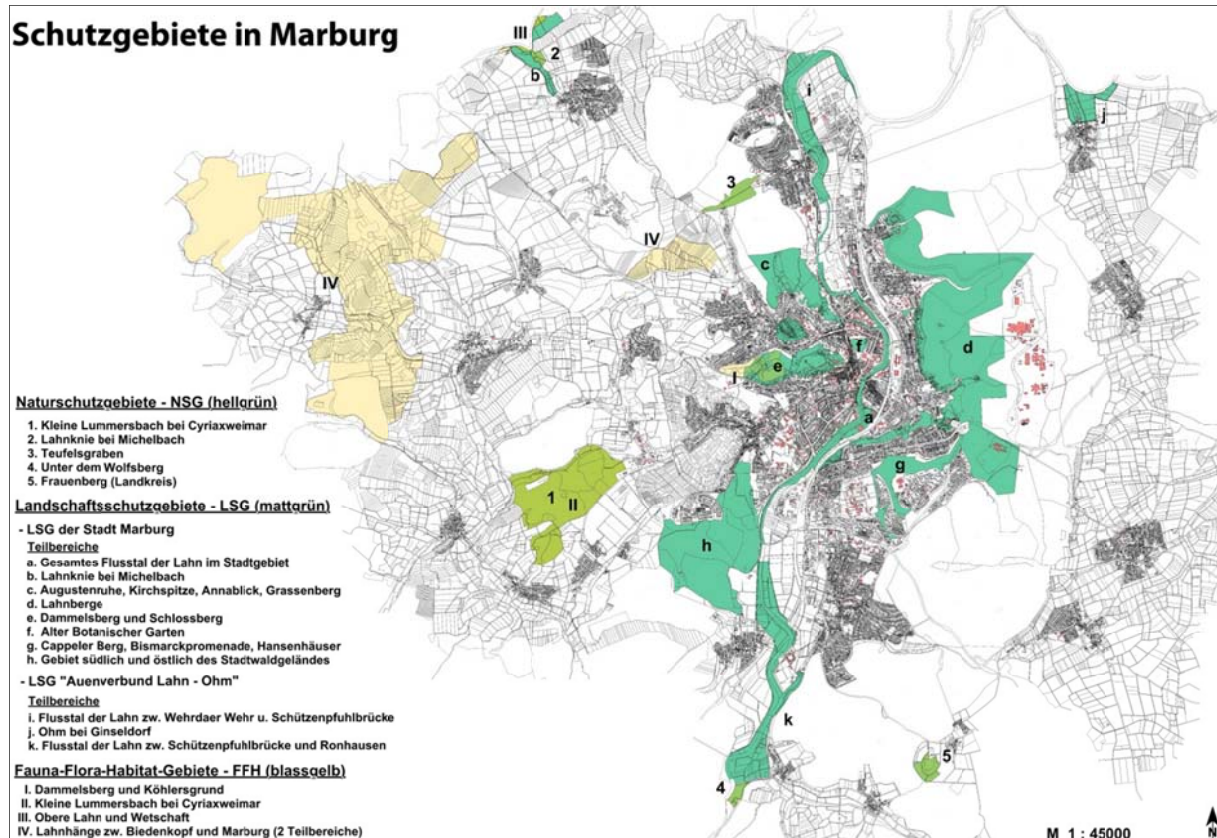 Schutzgebiete in Marburg
III
2
b
i
j
3
IV
c
IV
d
f
e
I
a
g
1
II
h
k
5
4
Naturschutzgebiete - NSG (hellgrün)
1. Kleine Lummersbach bei Cyriaxweimar
2. Lahnknie bei Michelbach
3. Teufelsgraben
4. Unter dem Wolfsberg
5. Frauenberg (Landkreis)
Landschaftsschutzgebiete - LSG (mattgrün)
- LSG der Stadt Marburg
Teilbereiche
a. Gesamtes Flusstal der Lahn im Stadtgebiet
b. Lahnknie bei Michelbach
c. Augustenruhe, Kirchspitze, Annablick, Grassenberg
d. Lahnberge
e. Dammelsberg und Schlossberg
f. Alter Botanischer Garten
g. Cappeler Berg, Bismarckpromenade, Hansenhäuser
h. Gebiet südlich und östlich des Stadtwaldgeländes
- LSG "Auenverbund Lahn - Ohm"
Teilbereiche
i. Flusstal der Lahn zw. Wehrdaer Wehr u. Schützenpfuhlbrücke
j. Ohm bei Ginseldorf
k. Flusstal der Lahn zw. Schützenpfuhlbrücke und Ronhausen
Fauna-Flora-Habitat-Gebiete - FFH (blassgelb)
I. Dammelsberg und Köhlersgrund
II. Kleine Lummersbach bei Cyriaxweimar
III. Obere Lahn und Wetschaft
IV. Lahnhänge zw. Biedenkopf und Marburg (2 Teilbereiche)
M 1 : 45000